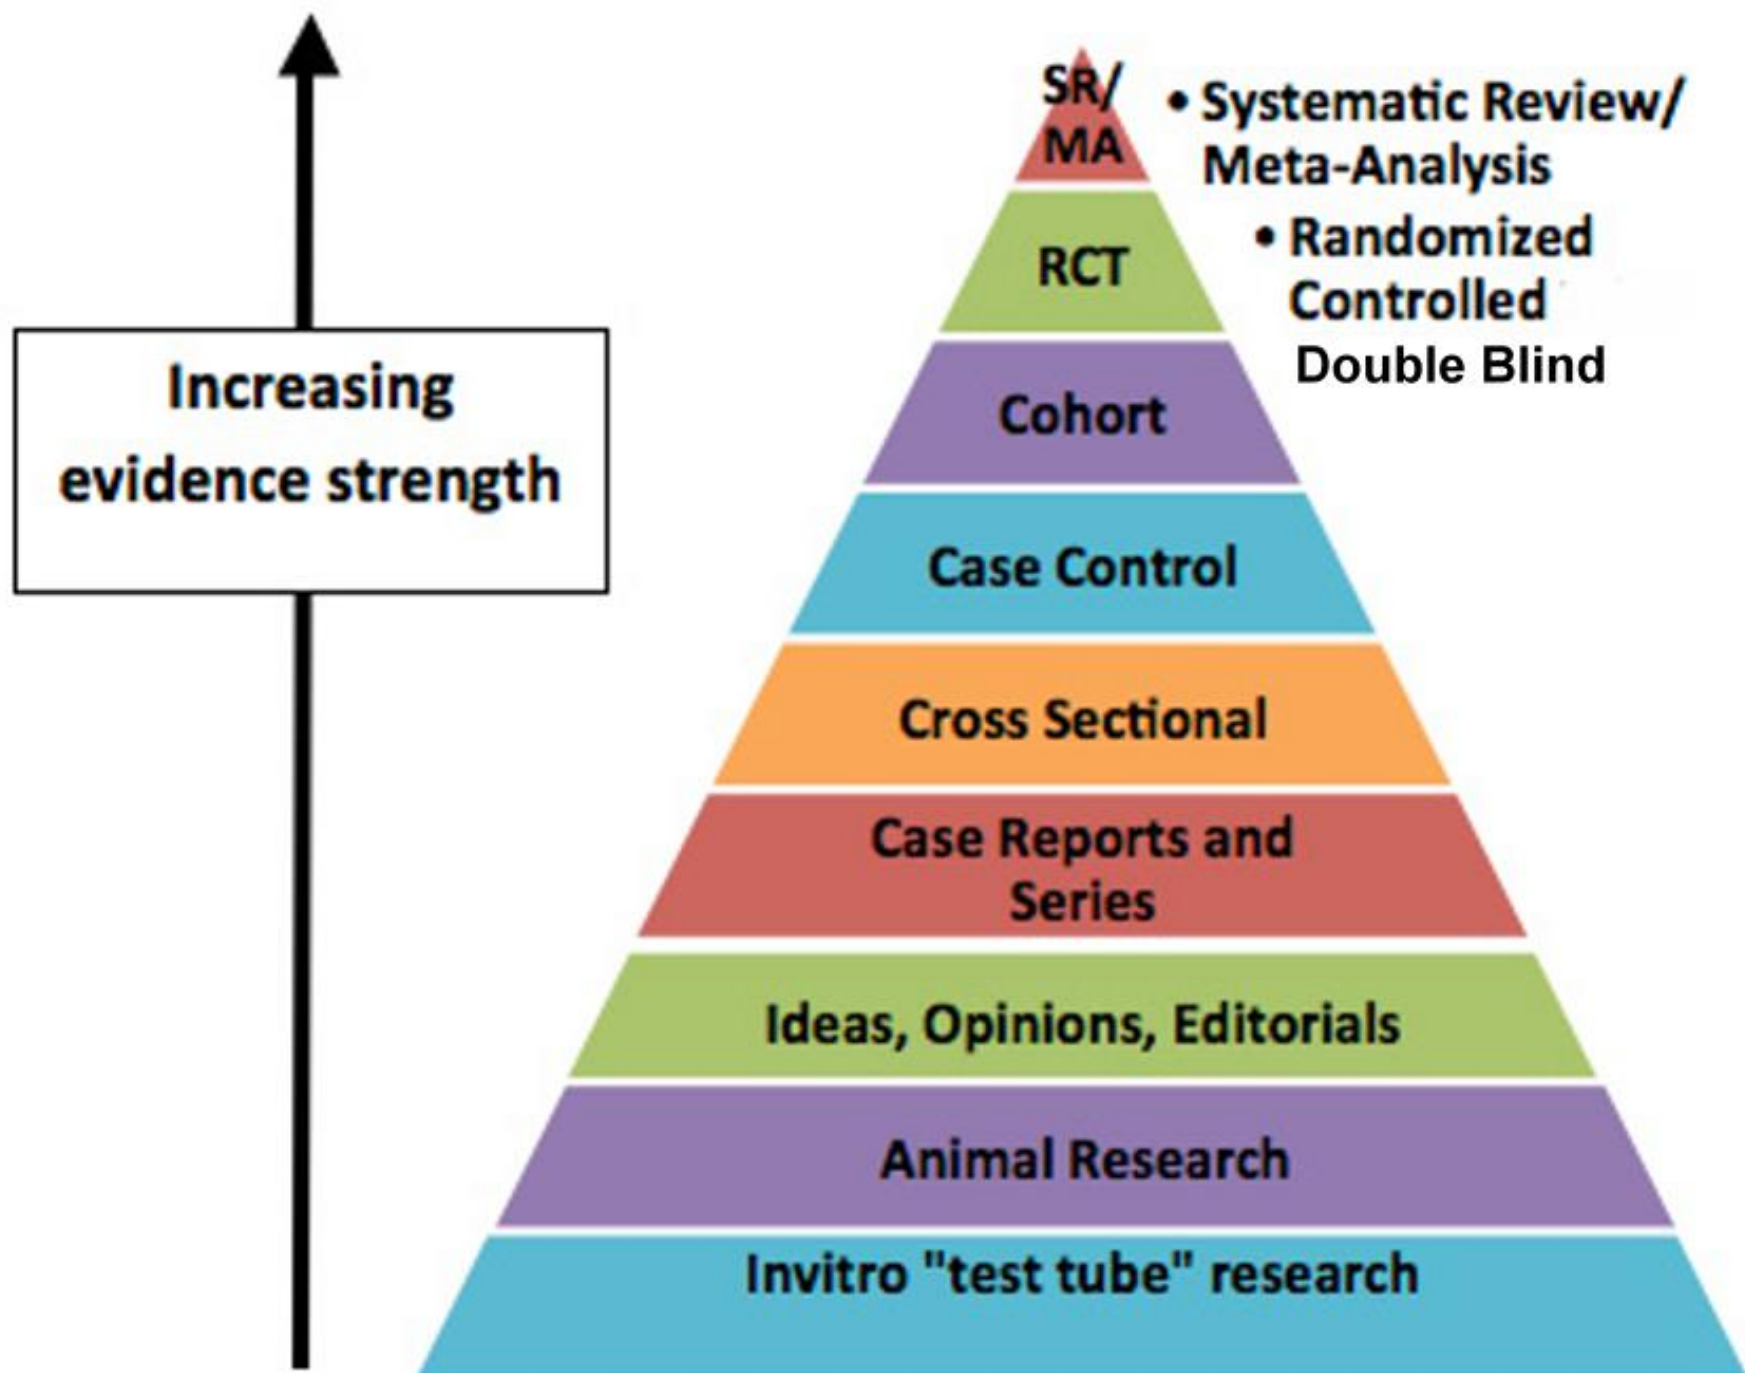 Increasing
evidence strength
SR/
MA
• Systematic Review/
Meta-Analysis
RCT
• Randomized
Controlled
Double Blind
Cohort
Case Control
Cross Sectional
Case Reports and
Series
Ideas, Opinions, Editorials
Animal Research
Invitro "test tube" research